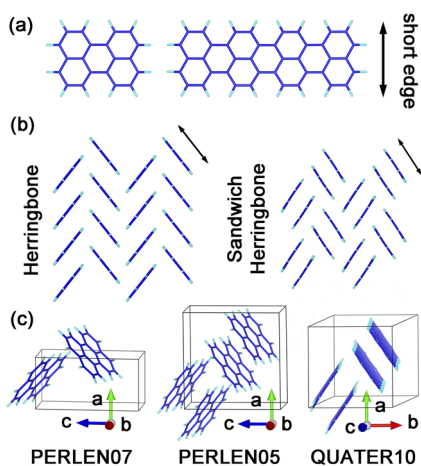 (a)
short edge
(b)
Herringbone
Sandwich
Herringbone
(c)
a
c
b
a
c
b
a
c
b
PERLEN07
PERLEN05
QUATER10